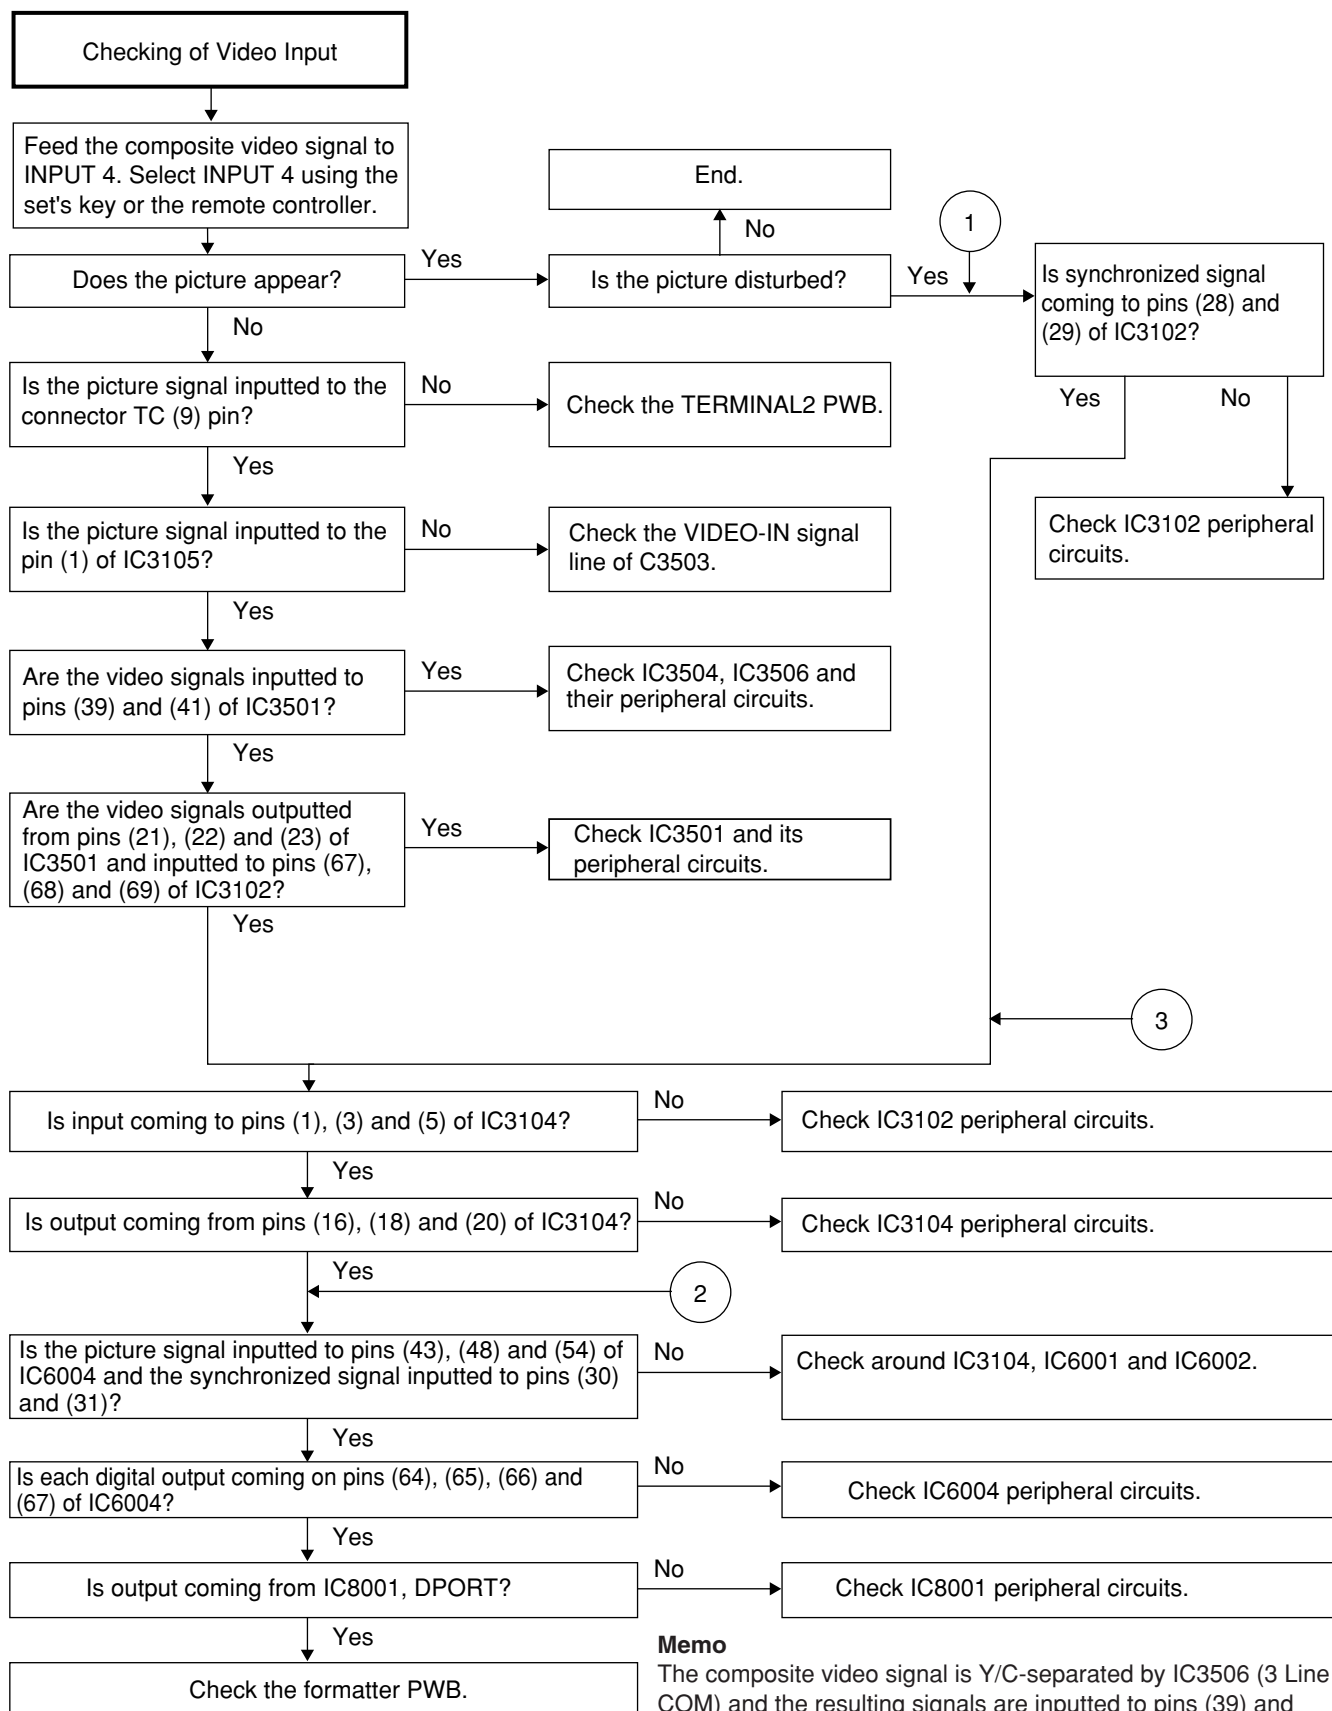 Checking of Video Input
Feed the composite video signal to
INPUT 4. Select INPUT 4 using the
set's key or the remote controller.
End.
No
1
Does the picture appear?
Yes
Is the picture disturbed?
Yes
Is synchronized signal
coming to pins (28) and
(29) of IC3102?
No
Yes
No
Is the picture signal inputted to the
connector TC (9) pin?
No
Check the TERMINAL2 PWB.
Yes
Check IC3102 peripheral
circuits.
Is the picture signal inputted to the
pin (1) of IC3105?
No
Check the VIDEO-IN signal
line of C3503.
Yes
Are the video signals inputted to
pins (39) and (41) of IC3501?
Yes
Check IC3504, IC3506 and
their peripheral circuits.
Yes
Are the video signals outputted
from pins (21), (22) and (23) of
IC3501 and inputted to pins (67),
(68) and (69) of IC3102?
Yes
Check IC3501 and its
peripheral circuits.
Yes
3
Is input coming to pins (1), (3) and (5) of IC3104?
No
Check IC3102 peripheral circuits.
Yes
Is output coming from pins (16), (18) and (20) of IC3104?
No
Check IC3104 peripheral circuits.
Yes
2
Is the picture signal inputted to pins (43), (48) and (54) of
IC6004 and the synchronized signal inputted to pins (30)
and (31)?
No
Check around IC3104, IC6001 and IC6002.
Yes
Is each digital output coming on pins (64), (65), (66) and
(67) of IC6004?
No
Check IC6004 peripheral circuits.
Yes
Is output coming from IC8001, DPORT?
No
Check IC8001 peripheral circuits.
Yes
Check the formatter PWB.
Memo
The composite video signal is Y/C-separated by IC3506 (3 Line
COM) and the resulting signals are inputted to pins (39) and